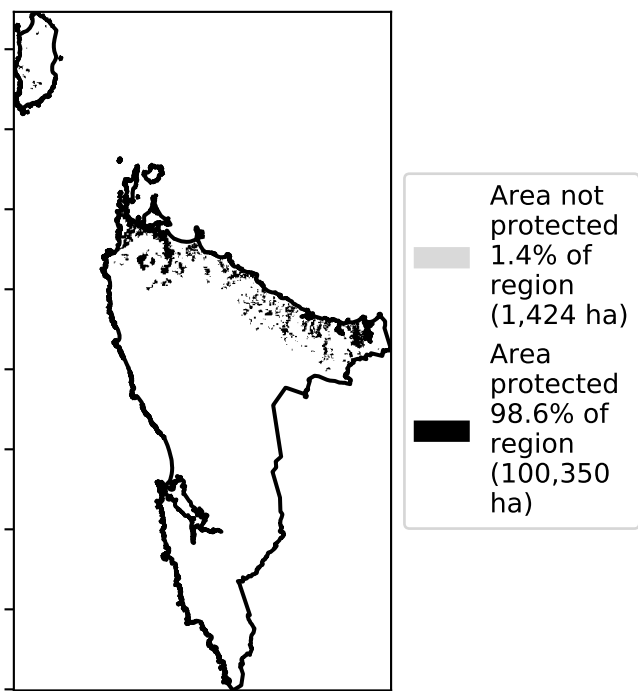 Area not
protected
1.4% of
region
(1,424 ha)
Area
protected
98.6% of
region
(100,350
ha)